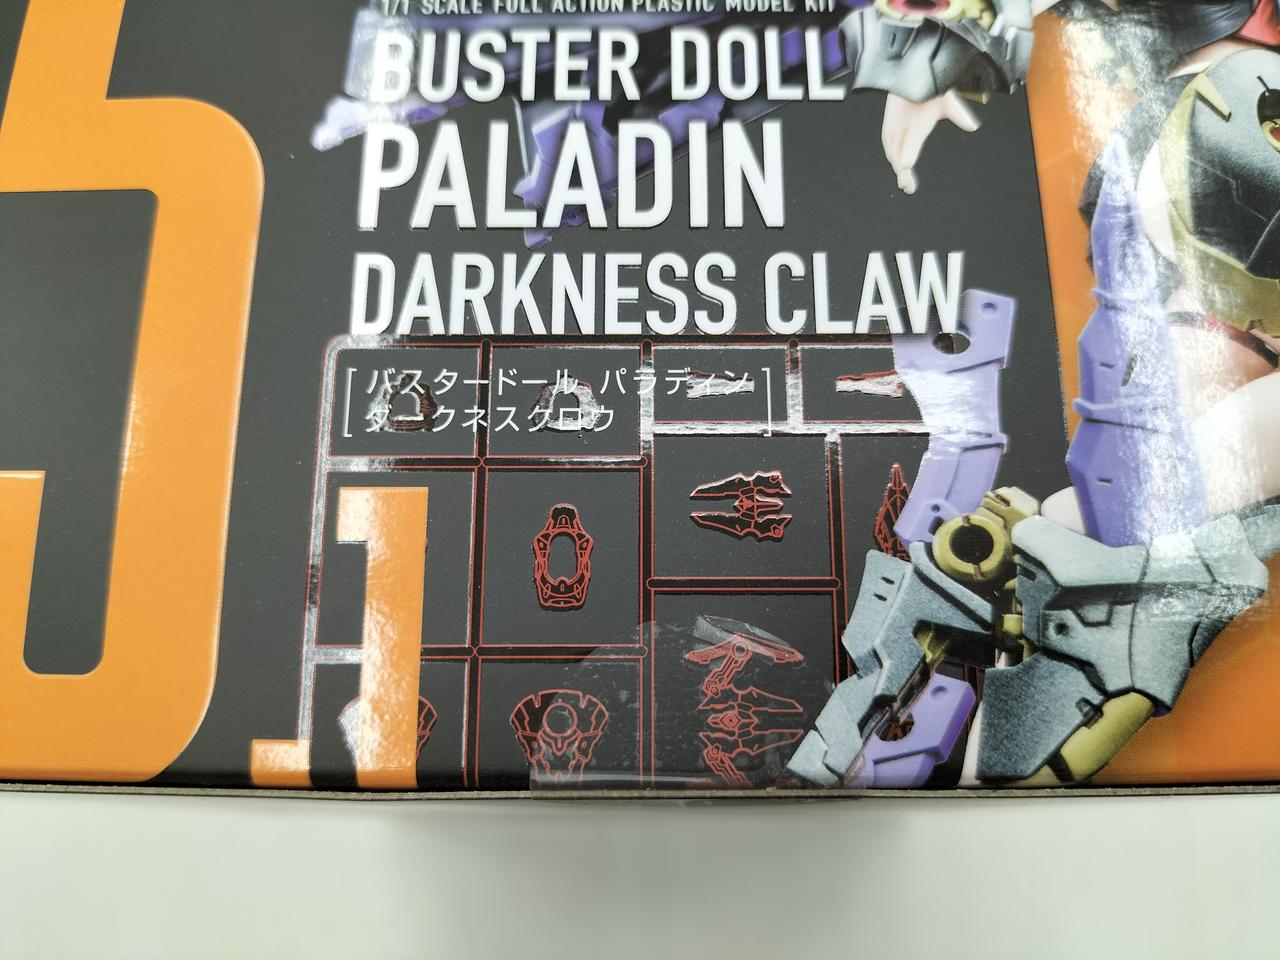 1/1 SCALE FULL ACTION PLASTIC MODEL KIT
BUSTER DOLL
PALADIN
DARKNESS CLAW
[バスタードール パラディン
ダークネスクロウ]
1